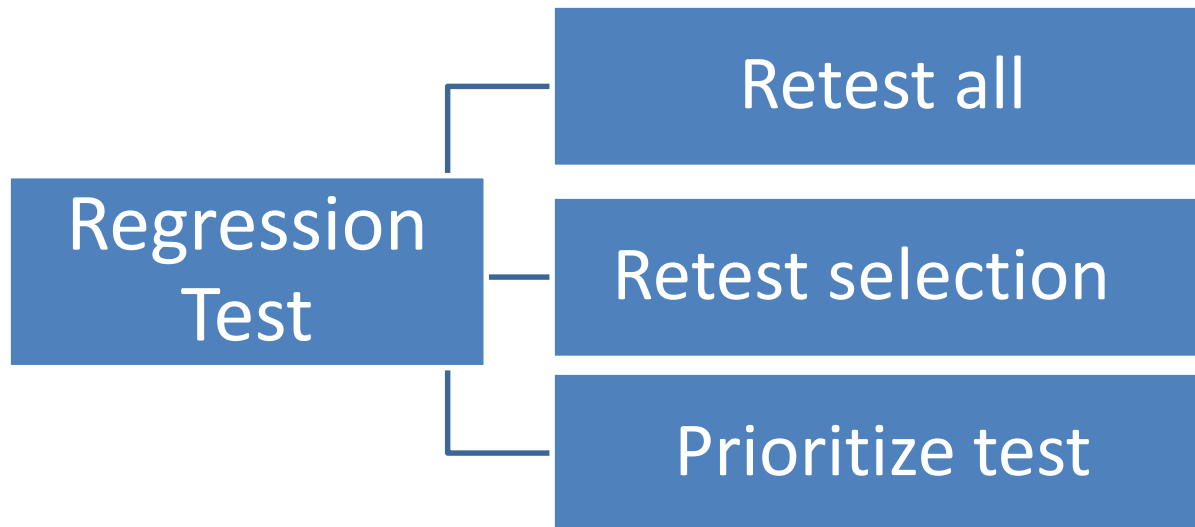 Retest all
Regression
Test
Retest selection
Prioritize test